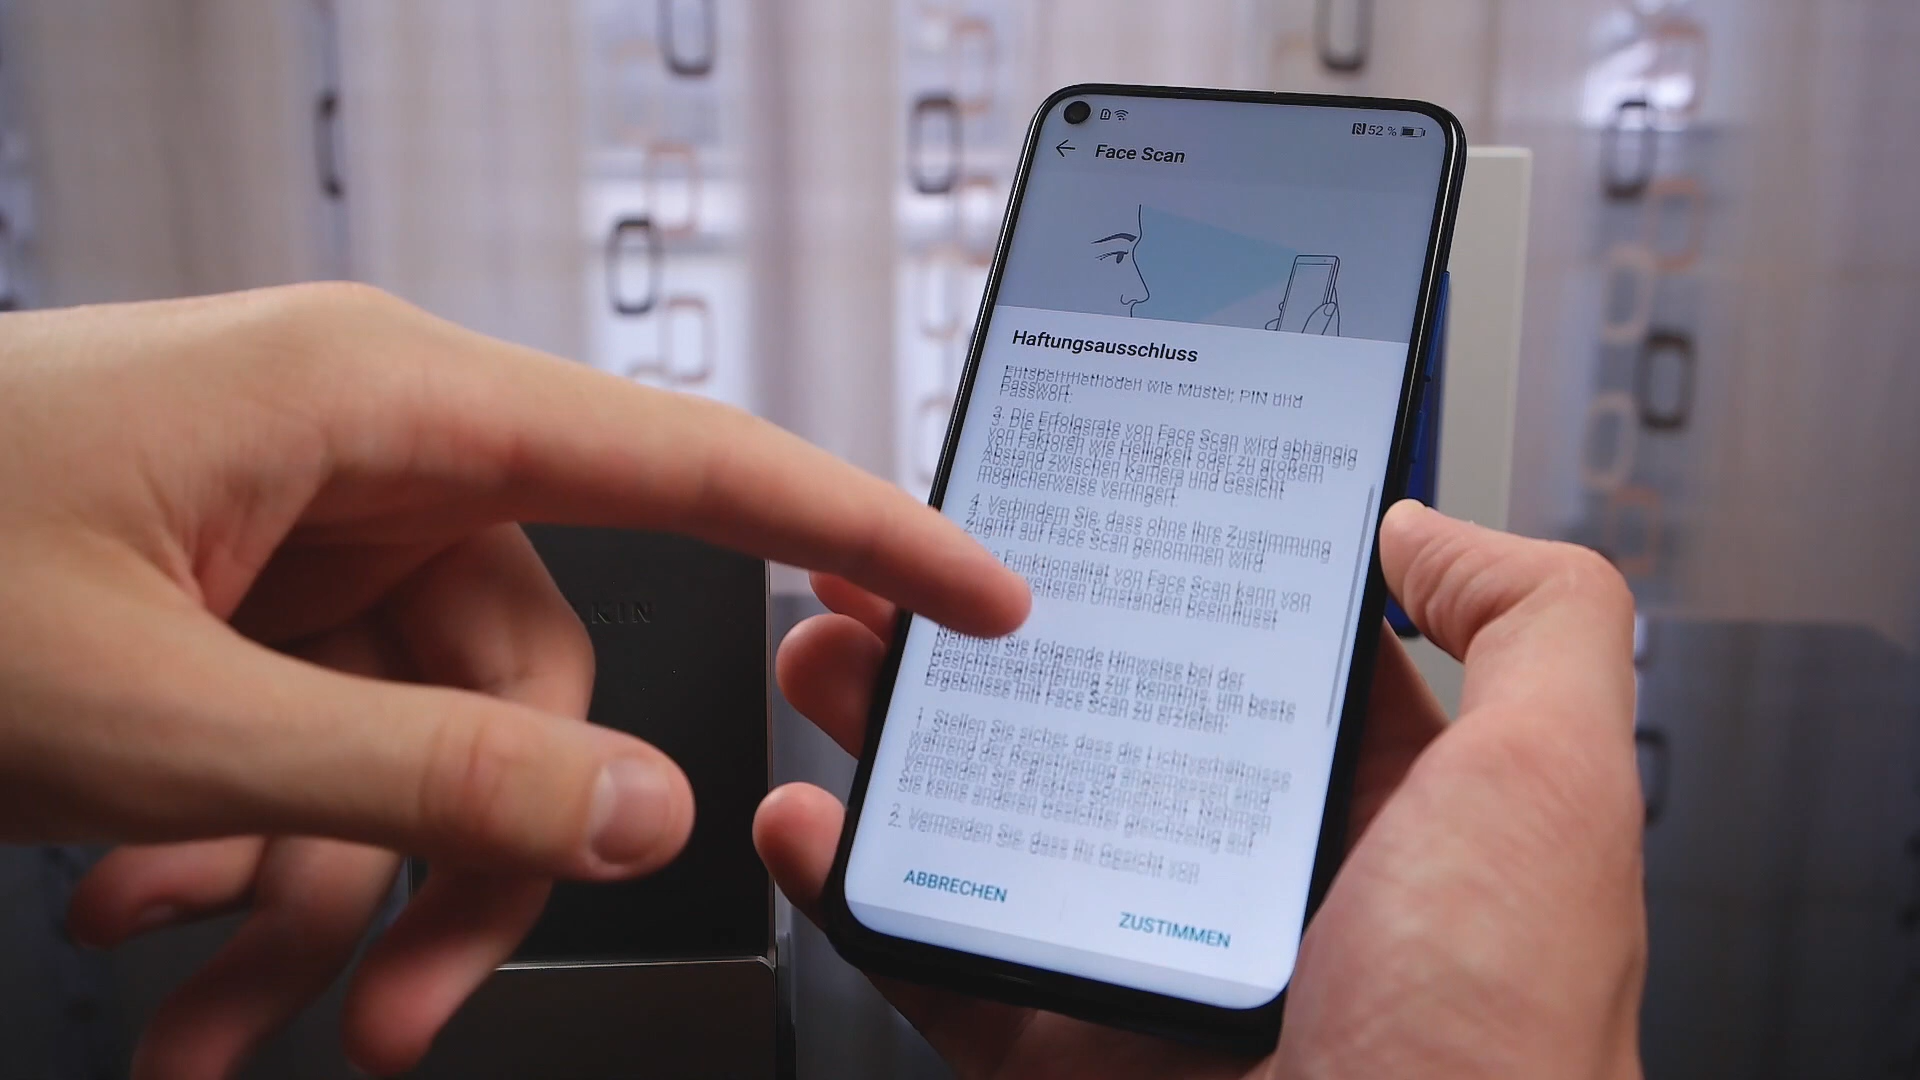 52 %
Face Scan
Haftungsausschluss
Entsperrmethoden wie Muster, PIN und
Passwort.
3. Die Erfolgsrate von Face Scan wird abhängig
von Faktoren wie Helligkeit oder zu großem
Abstand zwischen Kamera und Gesicht
möglicherweise verringert.
4. Verhindern Sie, dass ohne Ihre Zustimmung
Zugriff auf Face Scan genommen wird
Funktionalität von Face Scan kann von
weiteren Umständen beeinflusst
Nehmen Sie folgende Hinweise bei der
Gesichtsregistrierung zur Kenntnis, um beste
Ergebnisse mit Face Scan zu erzielen:
1. Stellen Sie sicher, dass die Lichtverhältnisse
während der Registrierung angemessen sind
vermeiden Sie direktes Sonnenlicht. Nehmen
Sie keine anderen Gesichter gleichzeitig auf.
2. Vermeiden Sie, dass Ihr Gesicht von
ABBRECHEN
ZUSTIMMEN
KIN